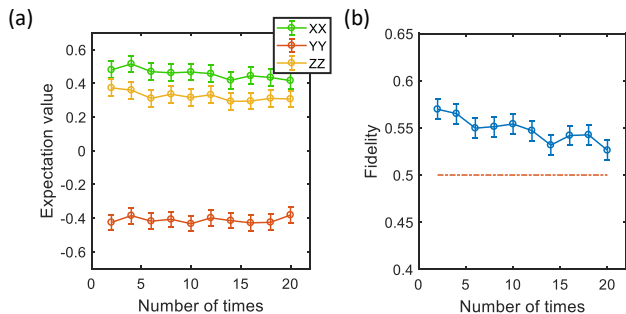 (a)
XX
YY
ZZ
0.6
0.4
0.2
0
-0.2
-0.4
-0.6
Expectation value
0
5
10
15
20
Number of times
(b)
0.65
0.6
0.55
0.5
0.45
0.4
Fidelity
0
5
10
15
20
Number of times